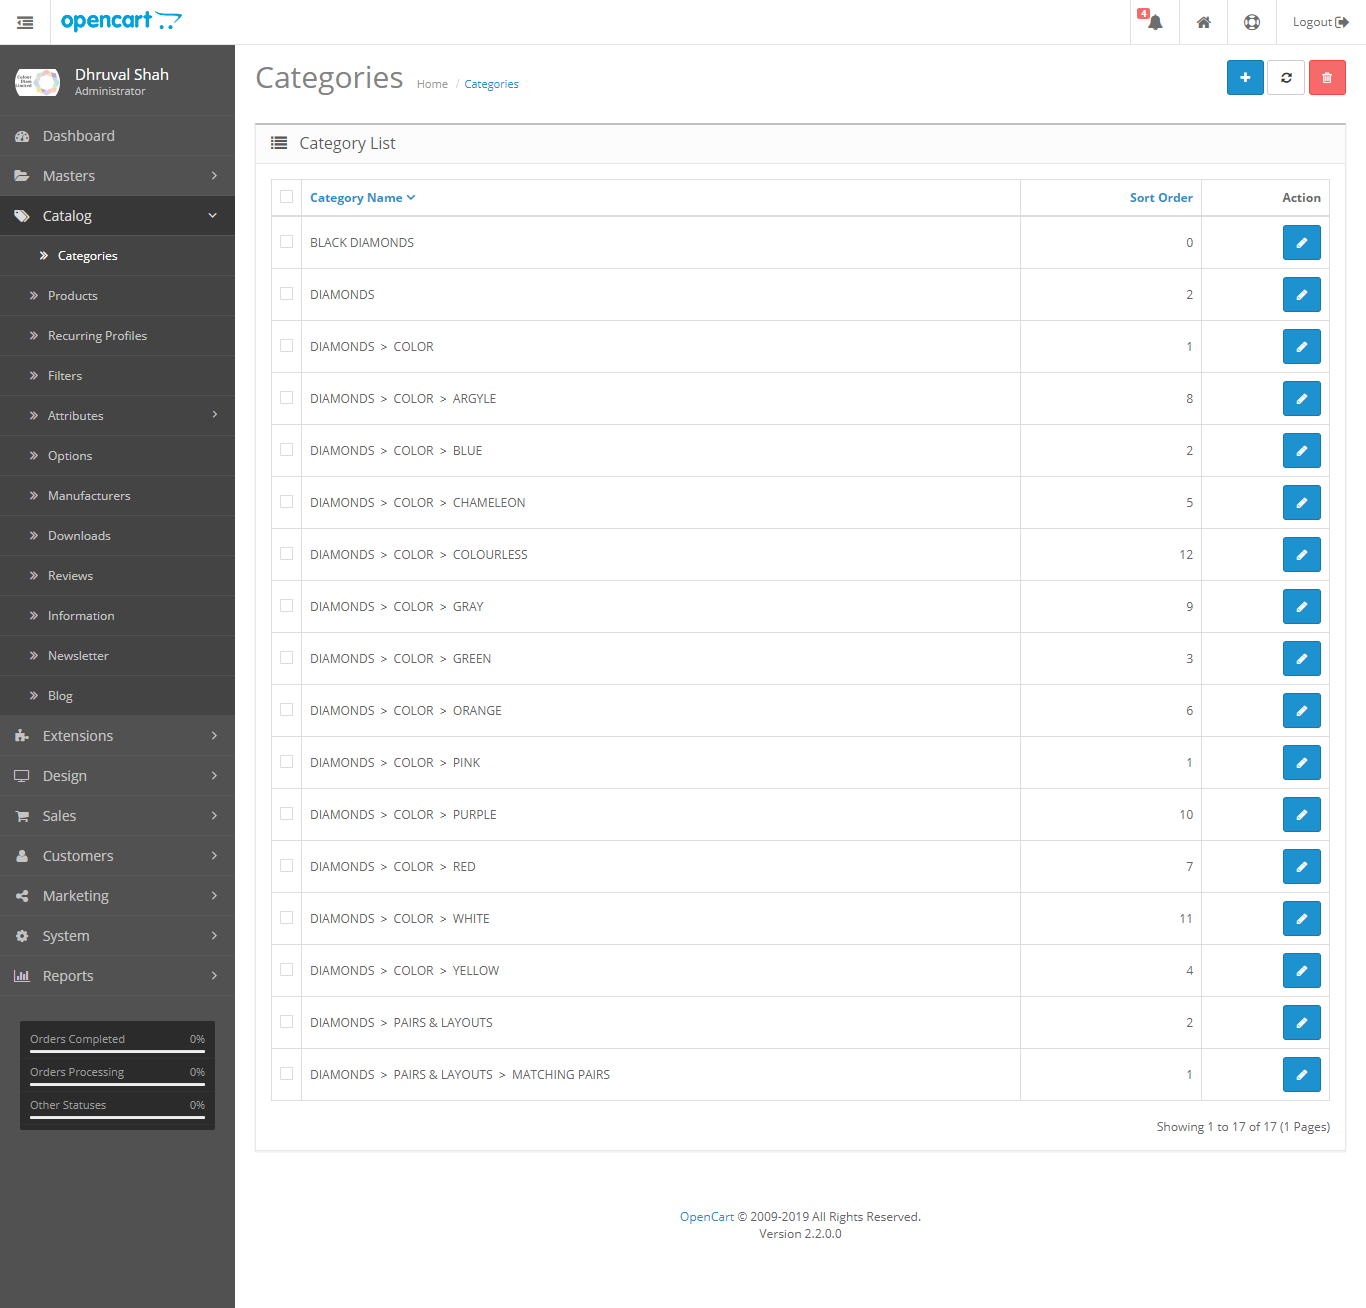 opencart
4
Logout
Colour Diam Limited
Dhruval Shah
Administrator
Dashboard
Masters
Catalog
Categories
Products
Recurring Profiles
Filters
Attributes
Options
Manufacturers
Downloads
Reviews
Information
Newsletter
Blog
Extensions
Design
Sales
Customers
Marketing
System
Reports
Orders Completed 0%
Orders Processing 0%
Other Statuses 0%
Categories Home / Categories
Category List
Category Name Sort Order Action
BLACK DIAMONDS 0
DIAMONDS 2
DIAMONDS > COLOR 1
DIAMONDS > COLOR > ARGYLE 8
DIAMONDS > COLOR > BLUE 2
DIAMONDS > COLOR > CHAMELEON 5
DIAMONDS > COLOR > COLOURLESS 12
DIAMONDS > COLOR > GRAY 9
DIAMONDS > COLOR > GREEN 3
DIAMONDS > COLOR > ORANGE 6
DIAMONDS > COLOR > PINK 1
DIAMONDS > COLOR > PURPLE 10
DIAMONDS > COLOR > RED 7
DIAMONDS > COLOR > WHITE 11
DIAMONDS > COLOR > YELLOW 4
DIAMONDS > PAIRS & LAYOUTS 2
DIAMONDS > PAIRS & LAYOUTS > MATCHING PAIRS 1
Showing 1 to 17 of 17 (1 Pages)
OpenCart © 2009-2019 All Rights Reserved.
Version 2.2.0.0